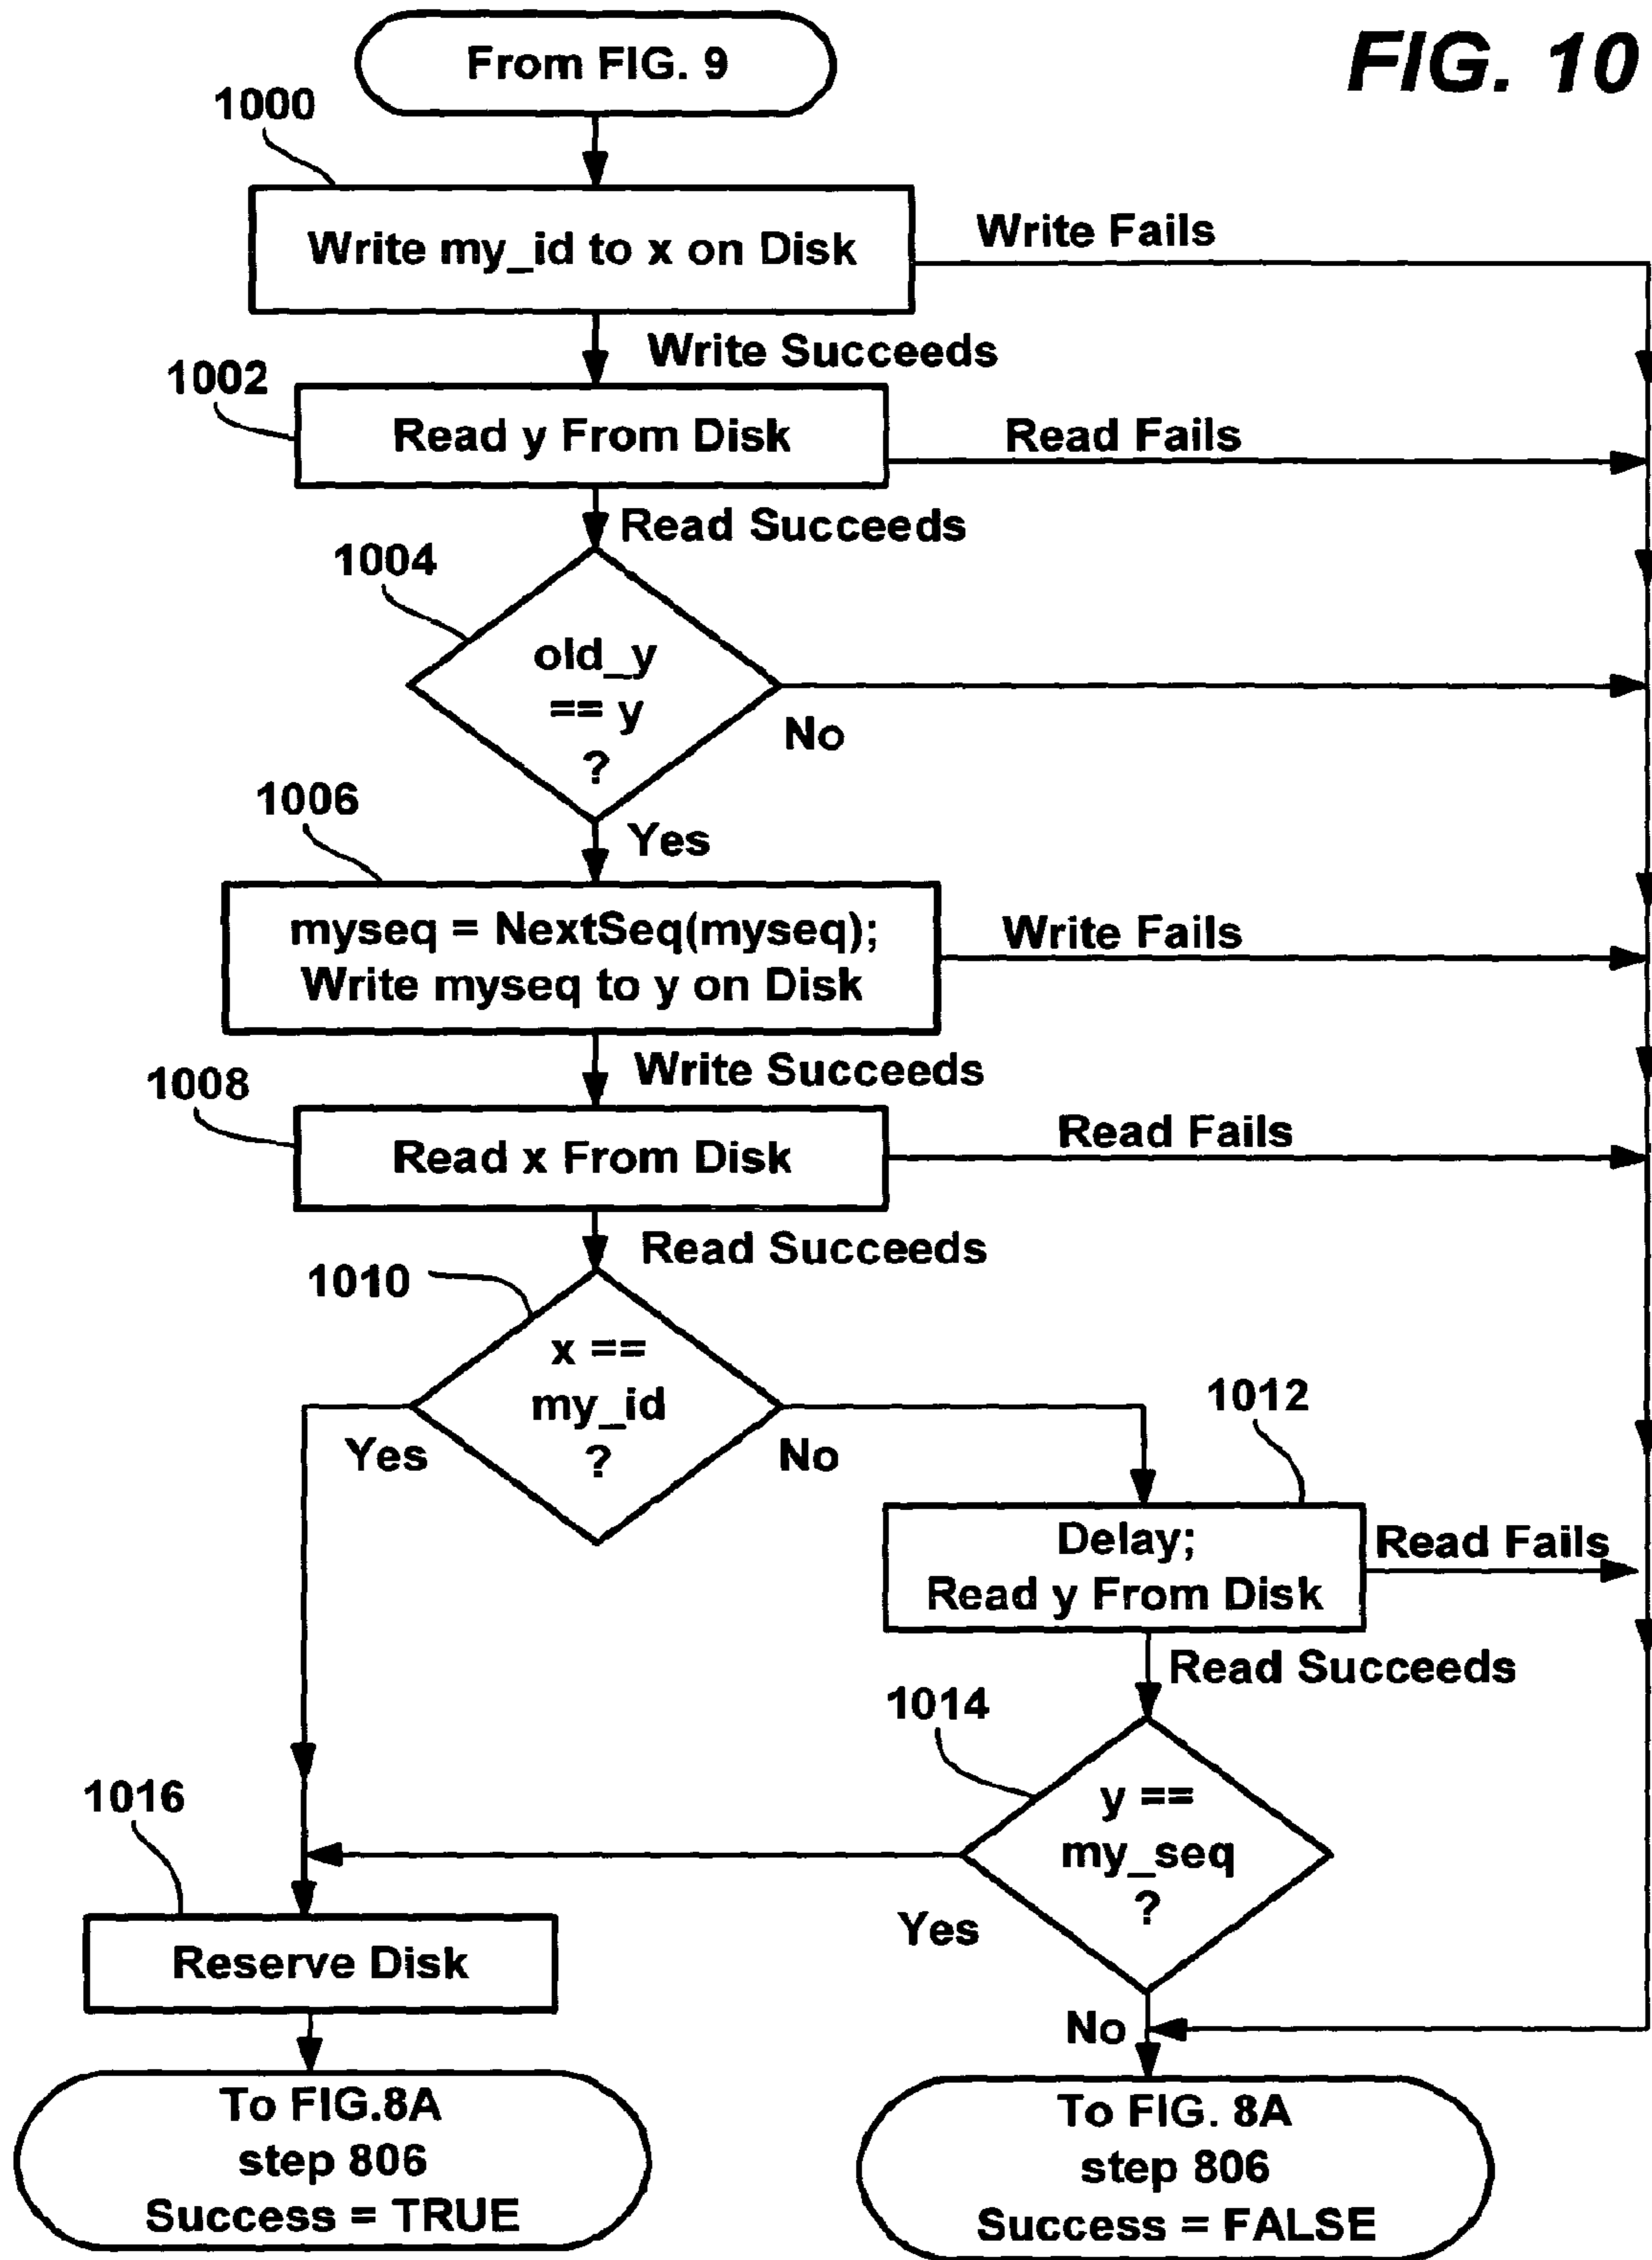 FIG. 10
From FIG. 9
1000
Write my_id to x on Disk
Write Fails
Write Succeeds
1002
Read y From Disk
Read Fails
Read Succeeds
1004
old_y
== y
?
No
Yes
1006
myseq = NextSeq(myseq);
Write myseq to y on Disk
Write Fails
Write Succeeds
1008
Read x From Disk
Read Fails
Read Succeeds
1010
x ==
my_id
?
Yes
No
1012
Delay;
Read y From Disk
Read Fails
Read Succeeds
1014
y ==
my_seq
?
Yes
No
1016
Reserve Disk
To FIG.8A
step 806
Success = TRUE
To FIG. 8A
step 806
Success = FALSE